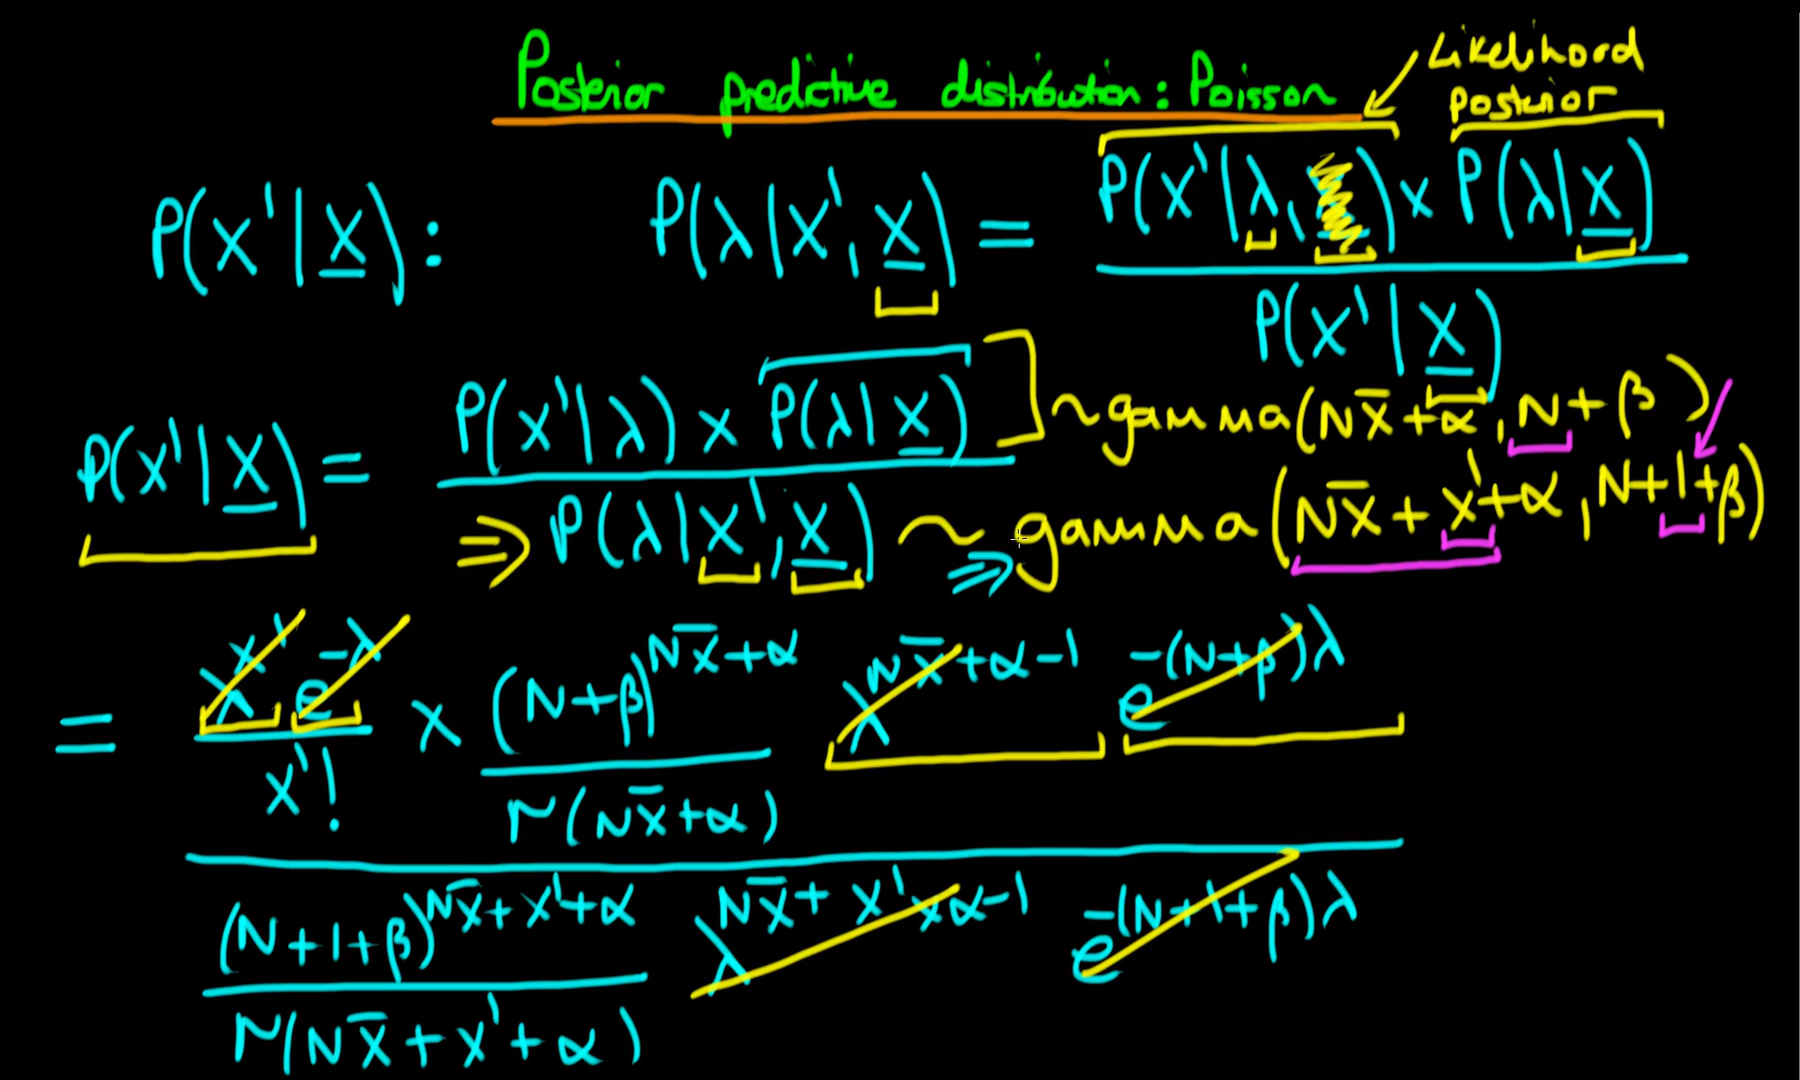 Posterior predictive distribution: Poisson
Likelihood
posterior
P(x'|X): P(λ|x', X) = P(x'|λ, ) × P(λ|X)
P(x'|X)
P(x'|X) = P(x'|λ) × P(λ|X) ~ gamma(Nx̄+α, N+β)
⇒ P(λ|x', X) ~ ⇒ gamma(Nx̄+x'+α, N+1+β)
= λ^x' e^-λ × (N+β)^Nx̄+α λ^Nx̄+α-1 e^-(N+β)λ
x'! Γ(Nx̄+α)
(N+1+β)^Nx̄+x'+α λ^Nx̄+x'+α-1 e^-(N+1+β)λ
Γ(Nx̄+x'+α)